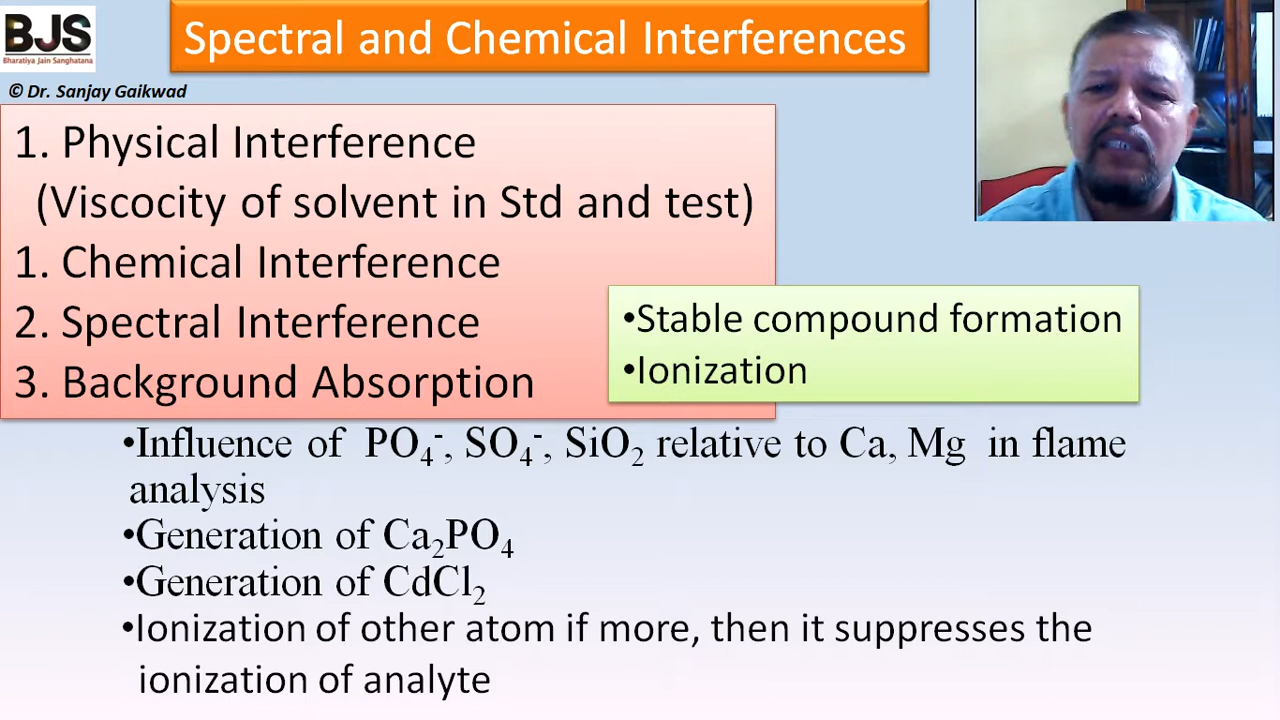 BJS
Bharatiya Jain Sanghatana
Spectral and Chemical Interferences
© Dr. Sanjay Gaikwad
1. Physical Interference
(Viscocity of solvent in Std and test)
1. Chemical Interference
2. Spectral Interference
3. Background Absorption
•Stable compound formation
•Ionization
•Influence of PO₄⁻, SO₄⁻, SiO₂ relative to Ca, Mg in flame
analysis
•Generation of Ca₂PO₄
•Generation of CdCl₂
•Ionization of other atom if more, then it suppresses the
ionization of analyte